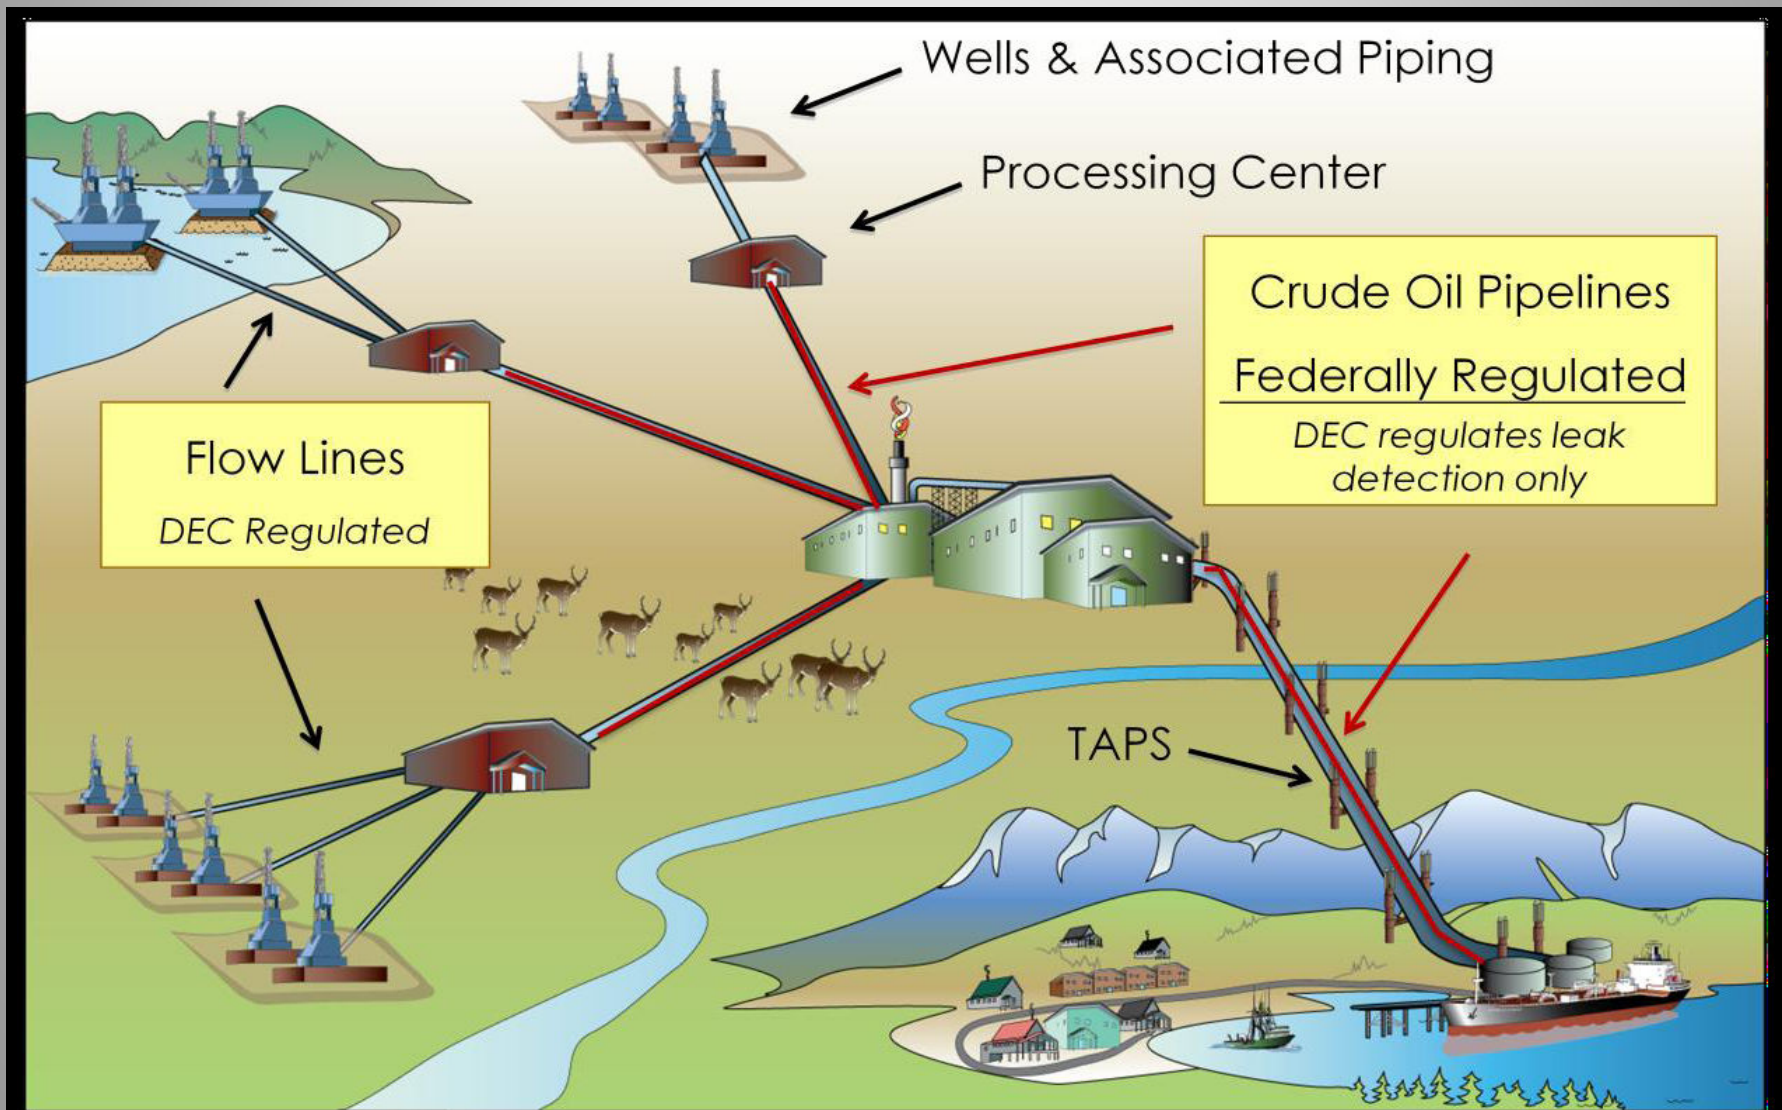 Wells & Associated Piping
Processing Center
Crude Oil Pipelines
Federally Regulated
DEC regulates leak
detection only
Flow Lines
DEC Regulated
TAPS